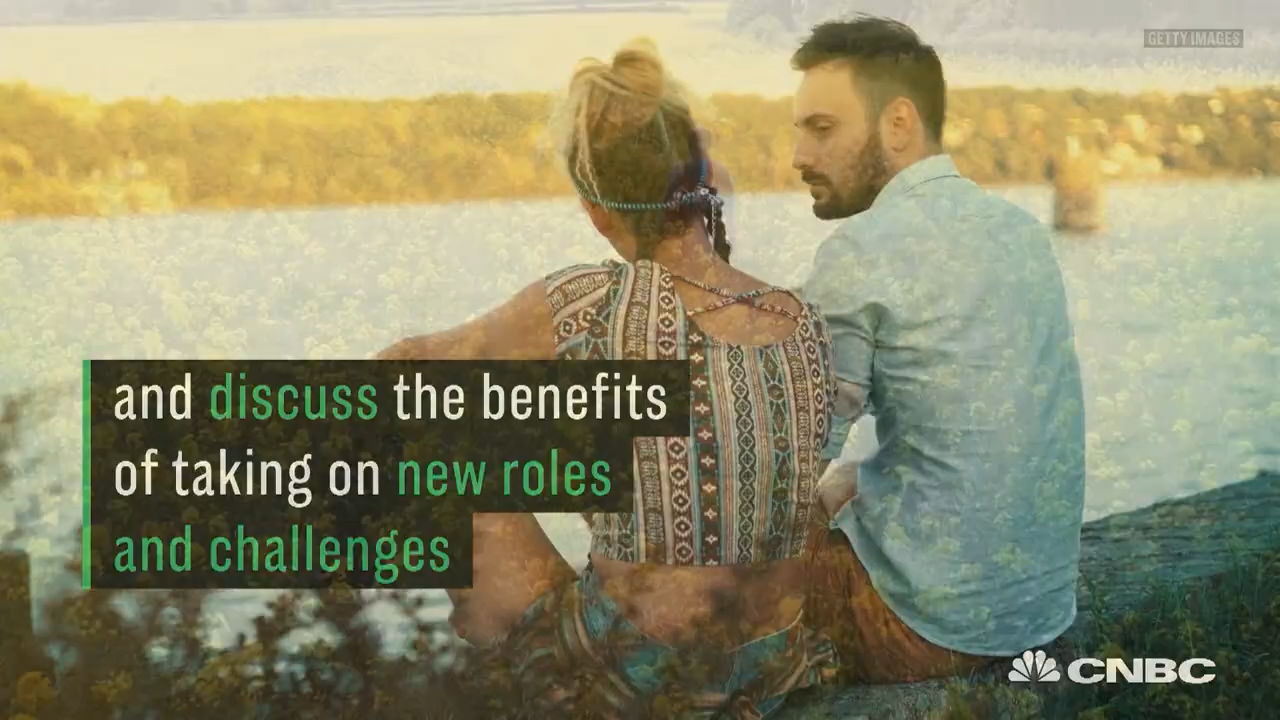 GETTY IMAGES
and discuss the benefits
of taking on new roles
and challenges
CNBC